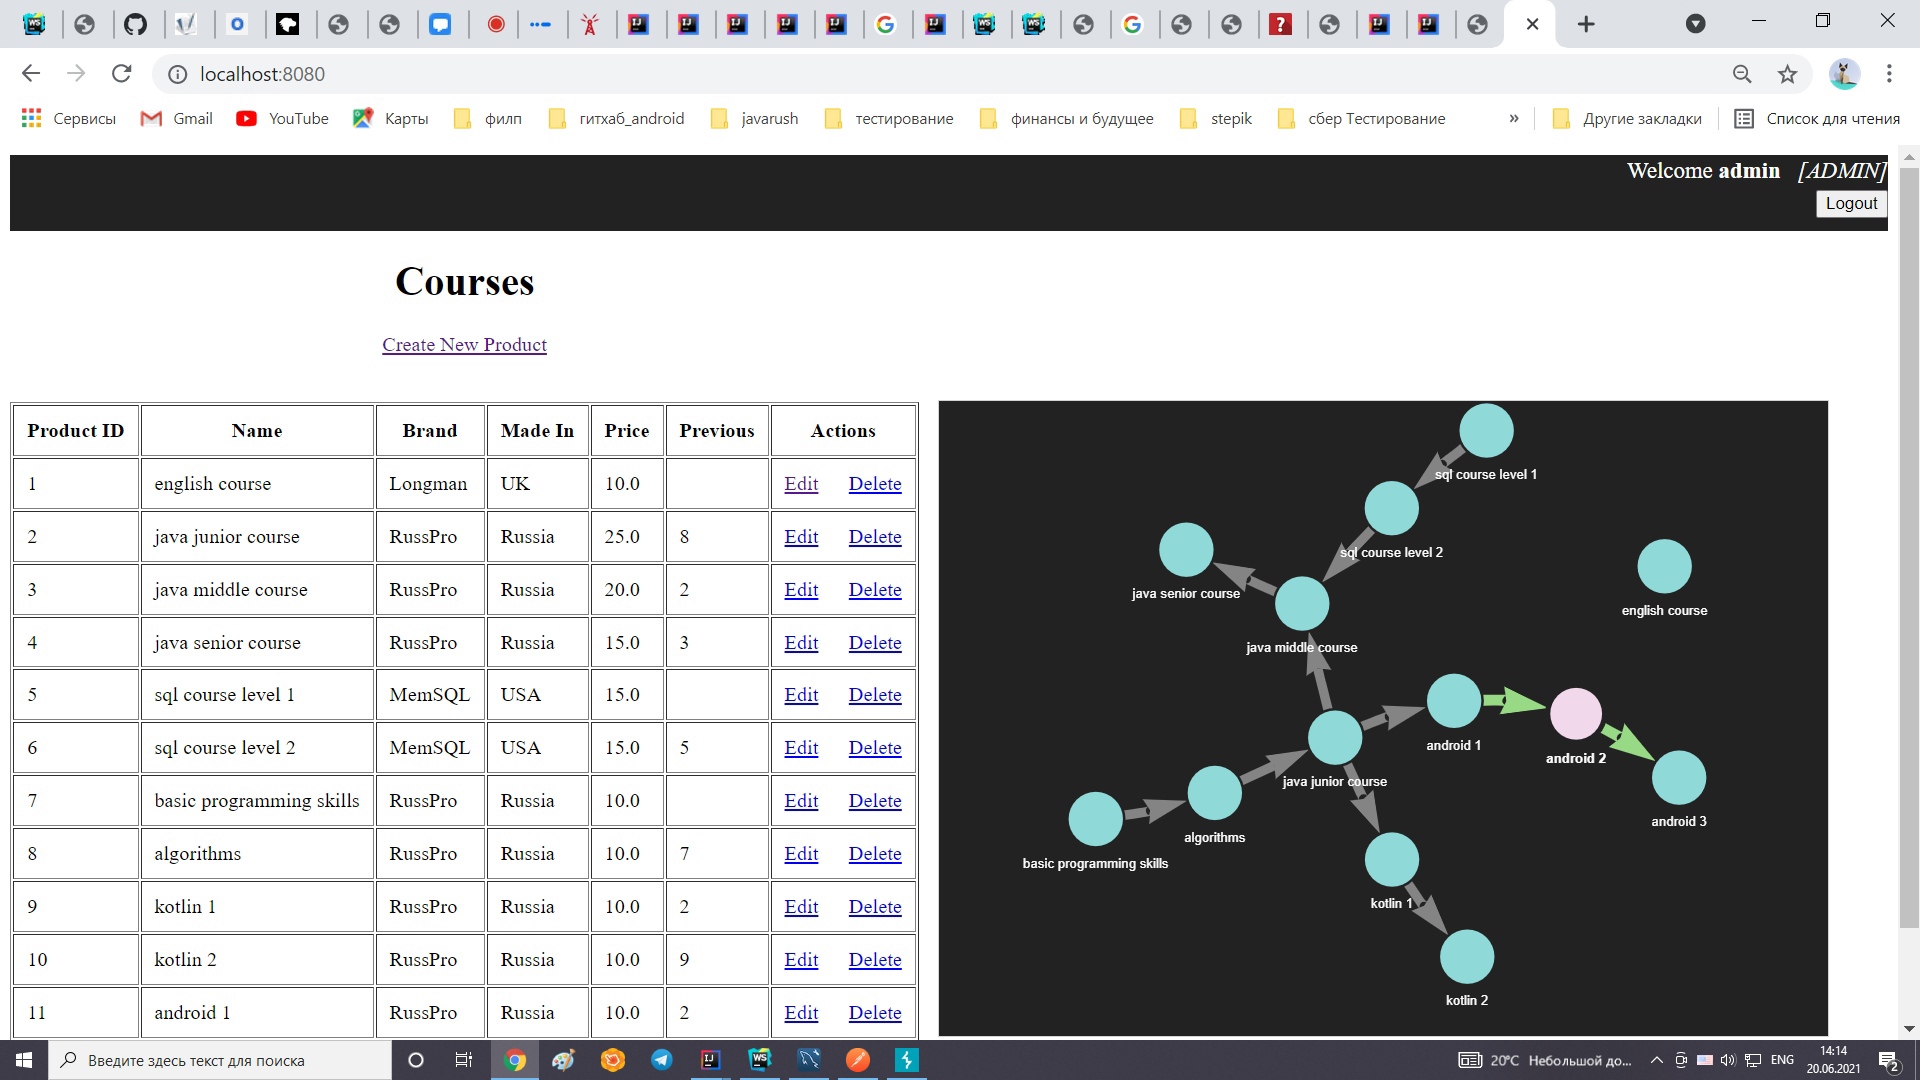 localhost:8080
Сервисы Gmail YouTube Карты филп гитхаб_android javarush тестирование финансы и будущее stepik сбер Тестирование » Другие закладки Список для чтения
Welcome admin [ADMIN]
Logout
Courses
Create New Product
Product ID Name Brand Made In Price Previous Actions
1 english course Longman UK 10.0 Edit Delete
2 java junior course RussPro Russia 25.0 8 Edit Delete
3 java middle course RussPro Russia 20.0 2 Edit Delete
4 java senior course RussPro Russia 15.0 3 Edit Delete
5 sql course level 1 MemSQL USA 15.0 Edit Delete
6 sql course level 2 MemSQL USA 15.0 5 Edit Delete
7 basic programming skills RussPro Russia 10.0 Edit Delete
8 algorithms RussPro Russia 10.0 7 Edit Delete
9 kotlin 1 RussPro Russia 10.0 2 Edit Delete
10 kotlin 2 RussPro Russia 10.0 9 Edit Delete
11 android 1 RussPro Russia 10.0 2 Edit Delete
sql course level 1
sql course level 2
java senior course
english course
java middle course
android 1
android 2
java junior course
android 3
algorithms
basic programming skills
kotlin 1
kotlin 2
Введите здесь текст для поиска
20°C Небольшой до...
ENG
14:14
20.06.2021
2